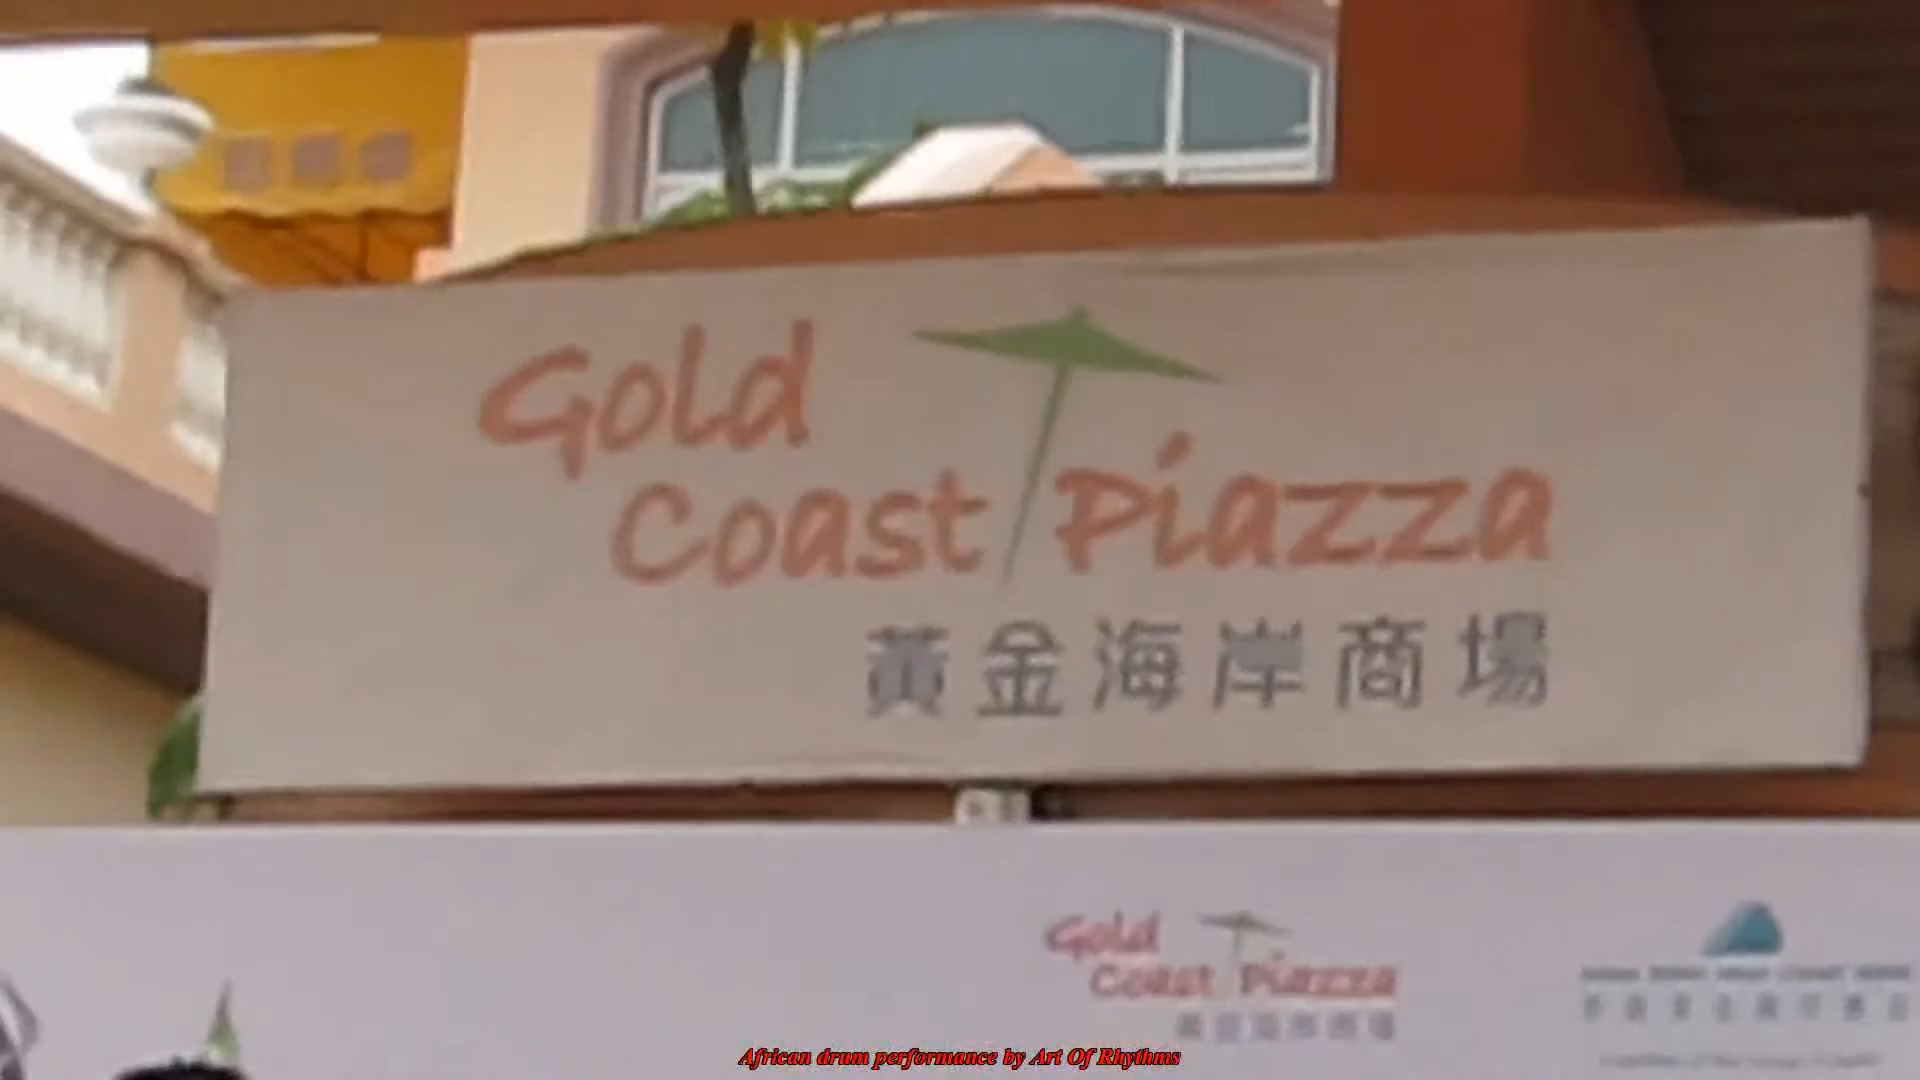 Gold
Coast Piazza
黃金海岸商場
Gold
Coast Piazza
African drum performance by Art Of Rhythms